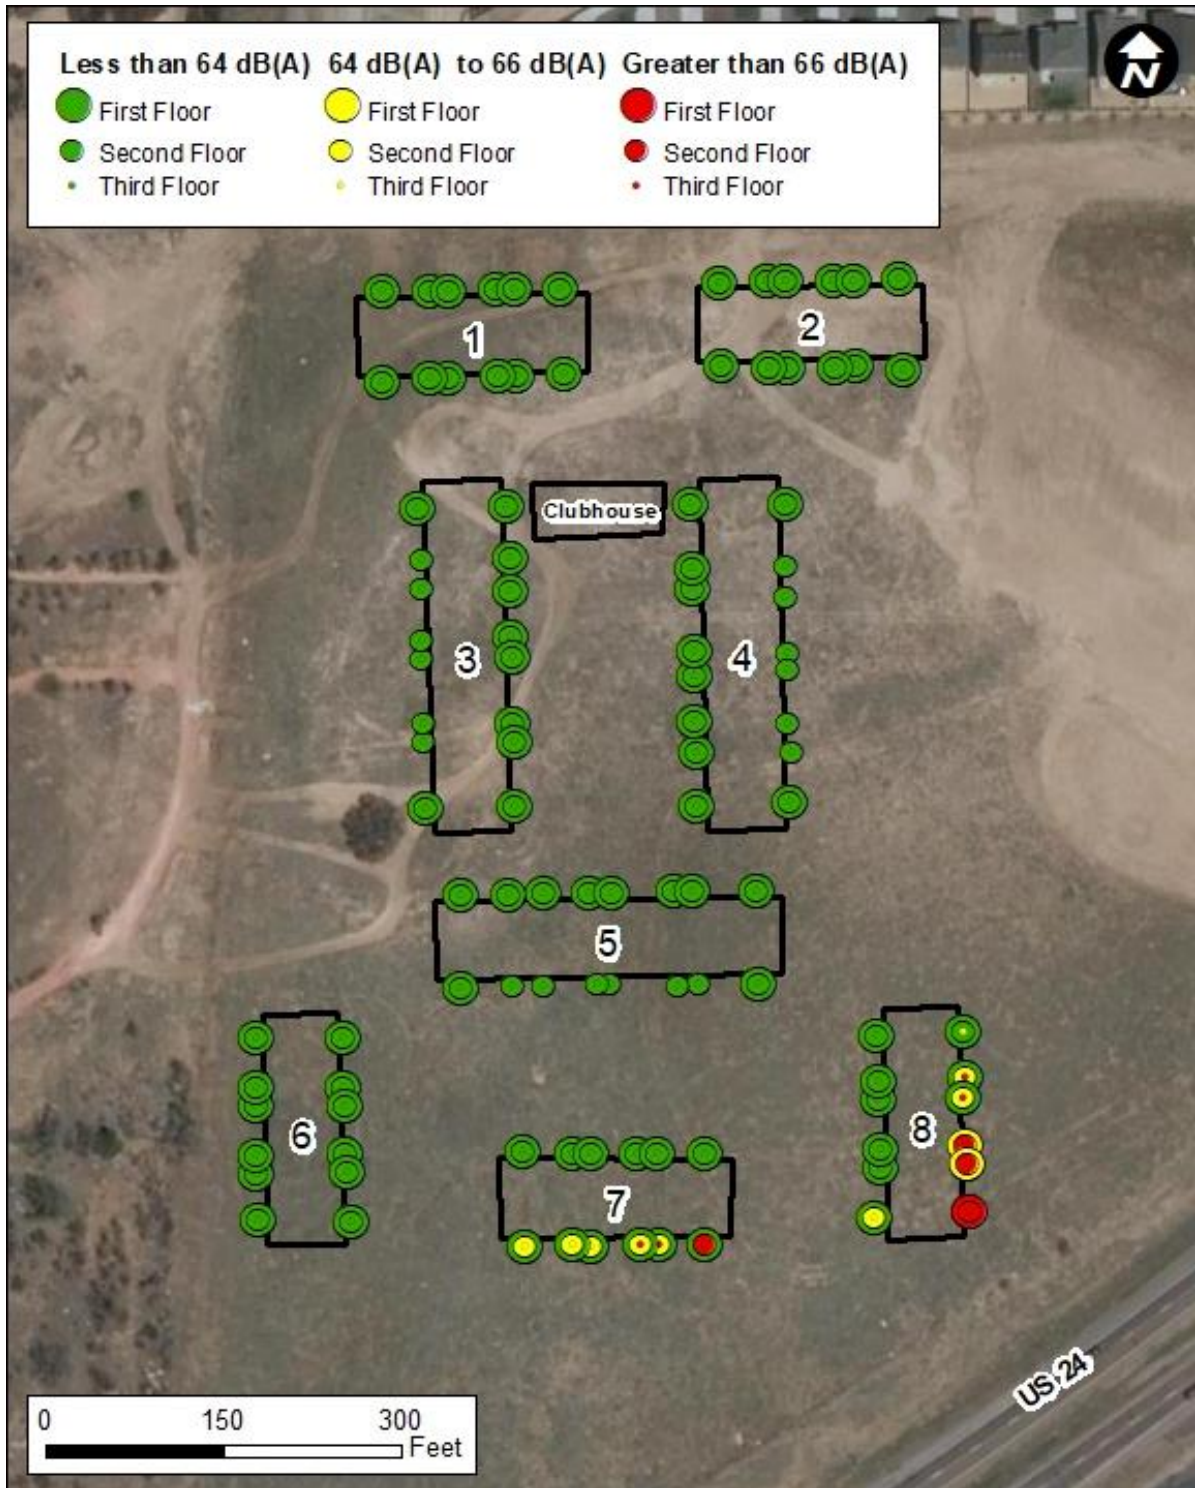 Less than 64 dB(A) 64 dB(A) to 66 dB(A) Greater than 66 dB(A)
First Floor First Floor First Floor
Second Floor Second Floor Second Floor
Third Floor Third Floor Third Floor
N
1
2
Clubhouse
3
4
5
6
7
8
US 24
0 150 300
Feet